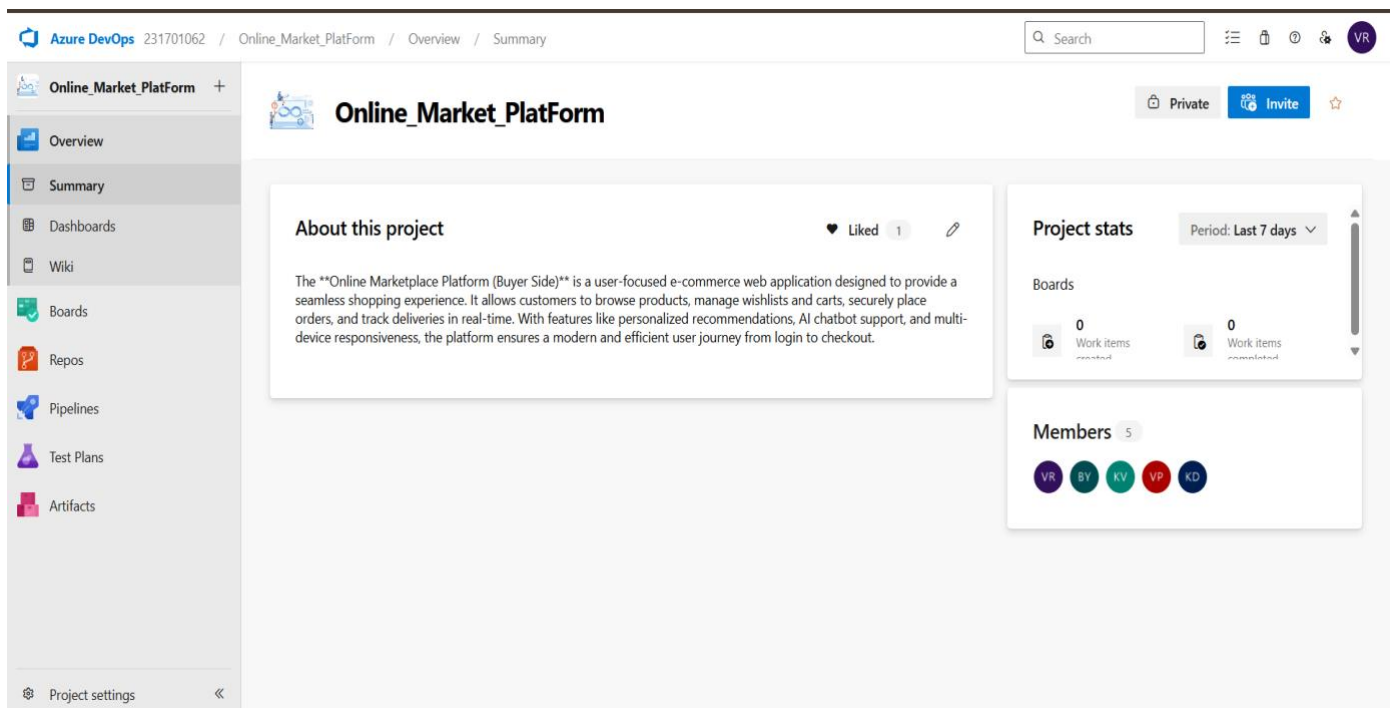 Azure DevOps 231701062 / Online_Market_PlatForm / Overview / Summary
Search
VR
Online_Market_PlatForm +
Overview
Summary
Dashboards
Wiki
Boards
Repos
Pipelines
Test Plans
Artifacts
Project settings
Online_Market_PlatForm
Private
Invite
About this project
Liked 1
The **Online Marketplace Platform (Buyer Side)** is a user-focused e-commerce web application designed to provide a
seamless shopping experience. It allows customers to browse products, manage wishlists and carts, securely place
orders, and track deliveries in real-time. With features like personalized recommendations, AI chatbot support, and multi-
device responsiveness, the platform ensures a modern and efficient user journey from login to checkout.
Project stats
Period: Last 7 days
Boards
0
Work items
created
0
Work items
completed
Members 5
VR BY KV VP KD